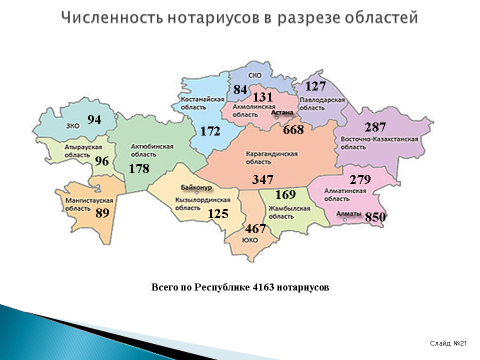 Численность нотариусов в разрезе областей
СКО
84
131
Акмолинская
область
Астана
668
127
Павлодарская
область
Костанайская
область
172
94
ЗКО
Атырауская
область
96
Актюбинская
область
178
287
Восточно-Казахстанская
область
Карагандинская
область
347
Мангистауская
область
89
Байконур
Кызылординская
область
125
467
ЮКО
169
Жамбылская
область
279
Алматинская
область
Алматы
850
Всего по Республике 4163 нотариусов
Слайд №21